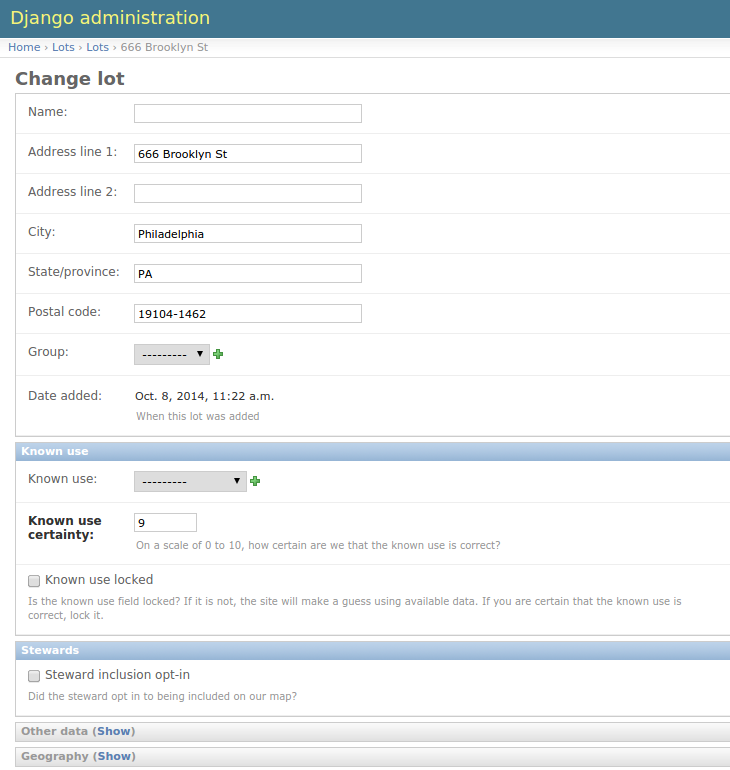 Django administration
Home › Lots › Lots › 666 Brooklyn St
Change lot
Name:
Address line 1: 666 Brooklyn St
Address line 2:
City: Philadelphia
State/province: PA
Postal code: 19104-1462
Group: ---------
Date added: Oct. 8, 2014, 11:22 a.m.
When this lot was added
Known use
Known use: ---------
Known use
certainty: 9
On a scale of 0 to 10, how certain are we that the known use is correct?
Known use locked
Is the known use field locked? If it is not, the site will make a guess using available data. If you are certain that the known use is
correct, lock it.
Stewards
Steward inclusion opt-in
Did the steward opt in to being included on our map?
Other data (Show)
Geography (Show)